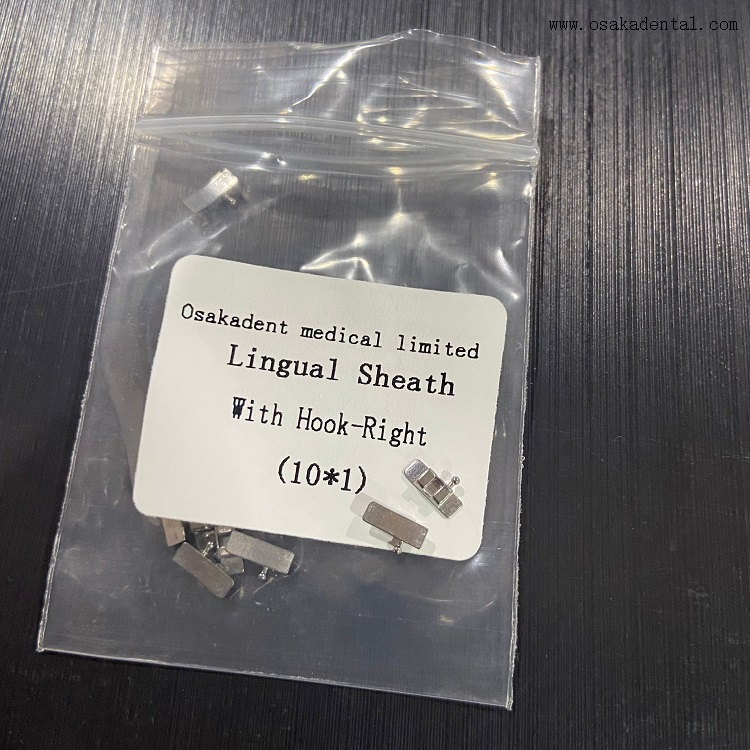 www.osakadental.com
Osakadent medical limited
Lingual Sheath
With Hook-Right
(10*1)